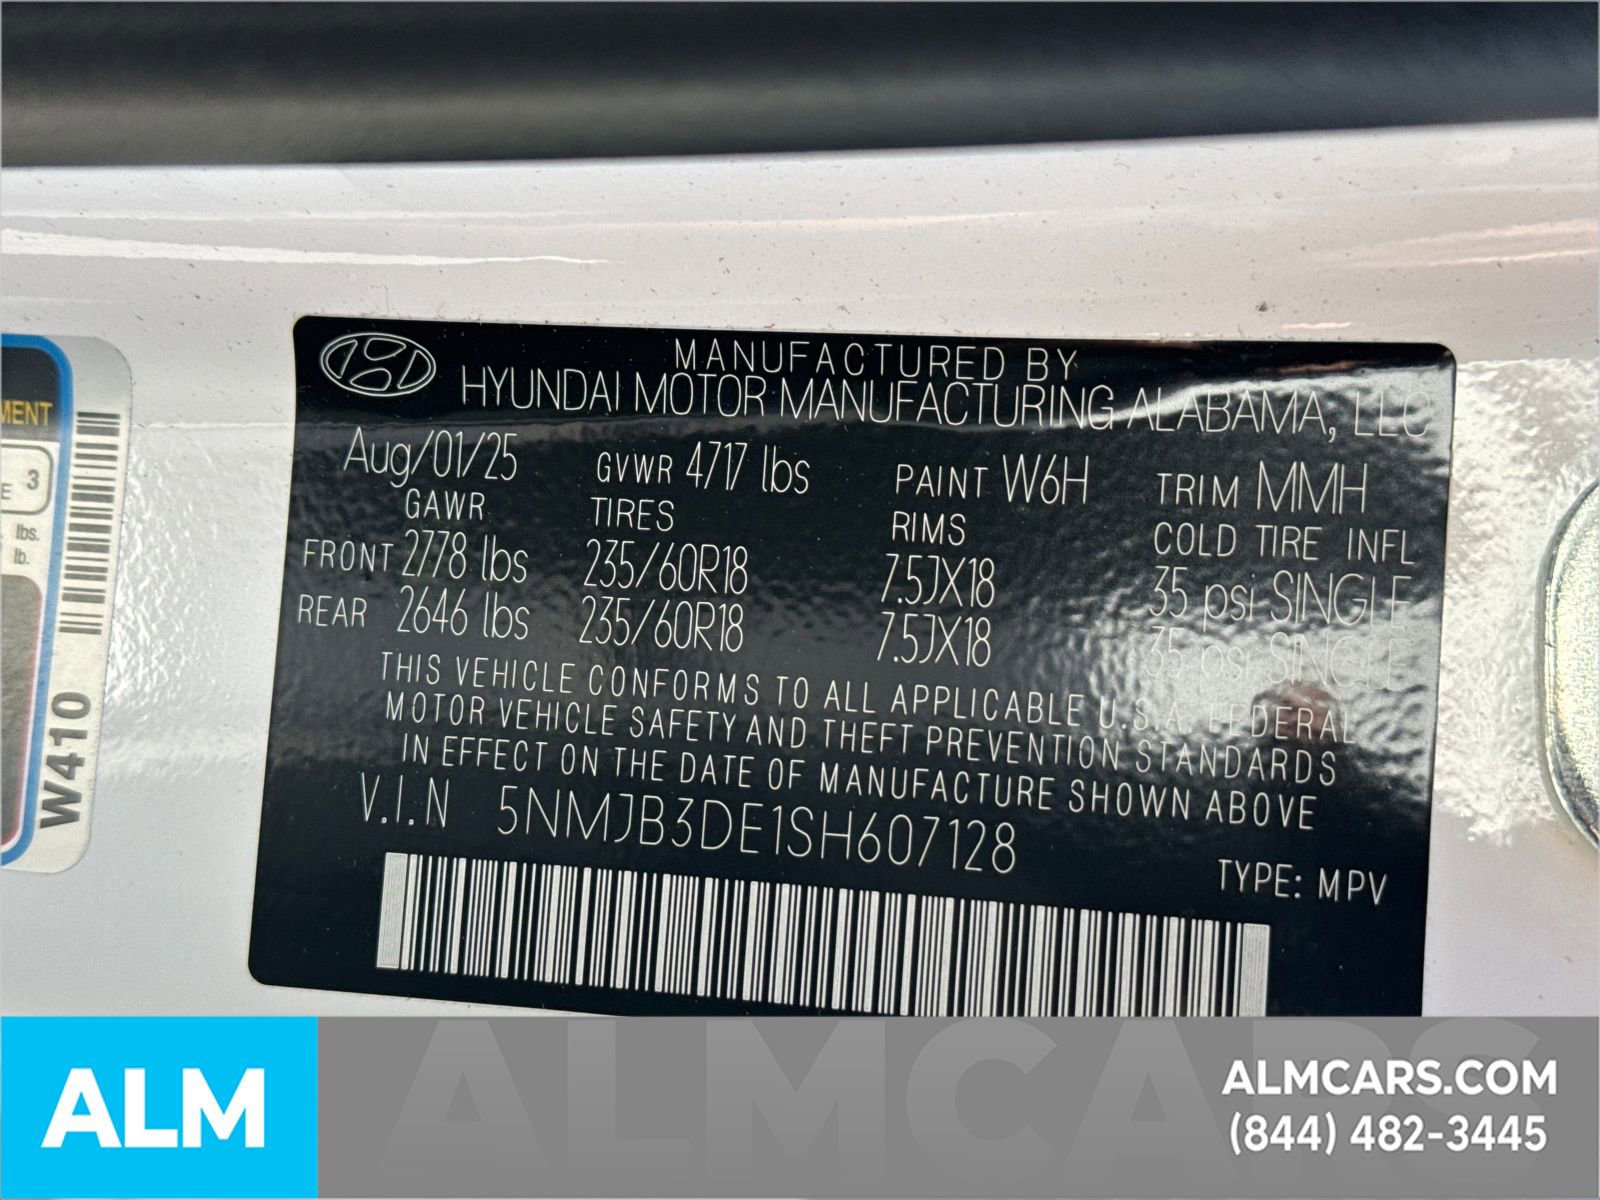 MANUFACTURED BY
HYUNDAI MOTOR MANUFACTURING ALABAMA, LLC
Aug/01/25 GVWR 4717 lbs PAINT W6H TRIM MMH
GAWR TIRES RIMS COLD TIRE INFL
FRONT 2778 lbs 235/60R18 7.5JX18 35 psi SINGLE
REAR 2646 lbs 235/60R18 7.5JX18 35 psi SINGLE
THIS VEHICLE CONFORMS TO ALL APPLICABLE U.S.A. FEDERAL
MOTOR VEHICLE SAFETY AND THEFT PREVENTION STANDARDS
IN EFFECT ON THE DATE OF MANUFACTURE SHOWN ABOVE
V.I.N 5NMJB3DE1SH607128
TYPE: MPV
MENT
E 3
lbs.
lb.
W410
ALM
ALMCARS
ALMCARS.COM
(844) 482-3445